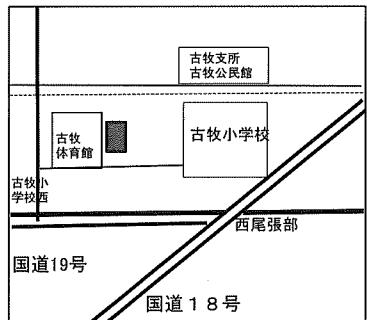 古牧支所
古牧公民館
古牧
体育館
古牧小学校
古牧小
学校西
西尾張部
国道19号
国道１８号